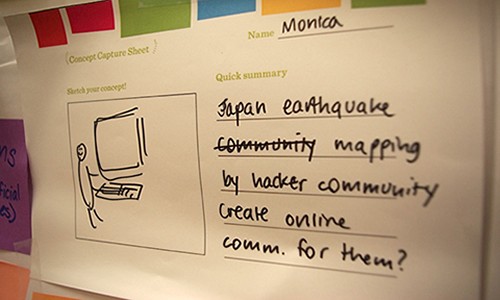 {Concept Capture Sheet}
Name Monica
Sketch your concept!
Quick summary
Japan earthquake
community mapping
by hacker community
Create online
comm. for them?
ns
ficial
es)